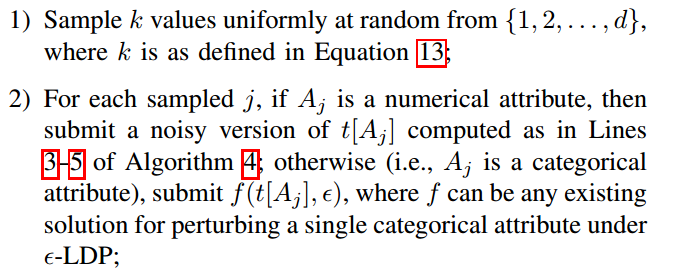 1) Sample k values uniformly at random from {1, 2, . . . , d},
where k is as defined in Equation 13;
2) For each sampled j, if A_j is a numerical attribute, then
submit a noisy version of t[A_j] computed as in Lines
3–5 of Algorithm 4; otherwise (i.e., A_j is a categorical
attribute), submit f(t[A_j], ϵ), where f can be any existing
solution for perturbing a single categorical attribute under
ϵ-LDP;